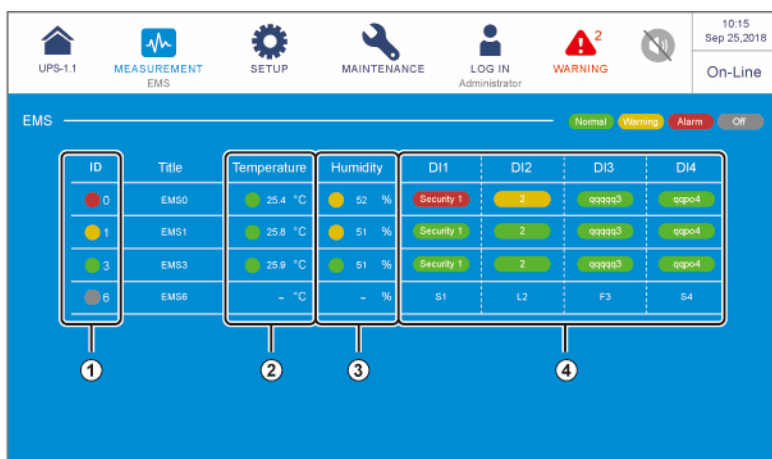 UPS-1.1
MEASUREMENT
EMS
SETUP
MAINTENANCE
LOG IN
Administrator
2
WARNING
10:15
Sep 25,2018
On-Line
EMS
Normal Warning Alarm Off
ID Title Temperature Humidity DI1 DI2 DI3 DI4
0 EMS0 25.4 °C 52 % Security 1 2 qqqqq3 qqpo4
1 EMS1 25.8 °C 51 % Security 1 2 qqqqq3 qqpo4
3 EMS3 25.9 °C 51 % Security 1 2 qqqqq3 qqpo4
6 EMS6 – °C – % S1 L2 F3 S4
1 2 3 4